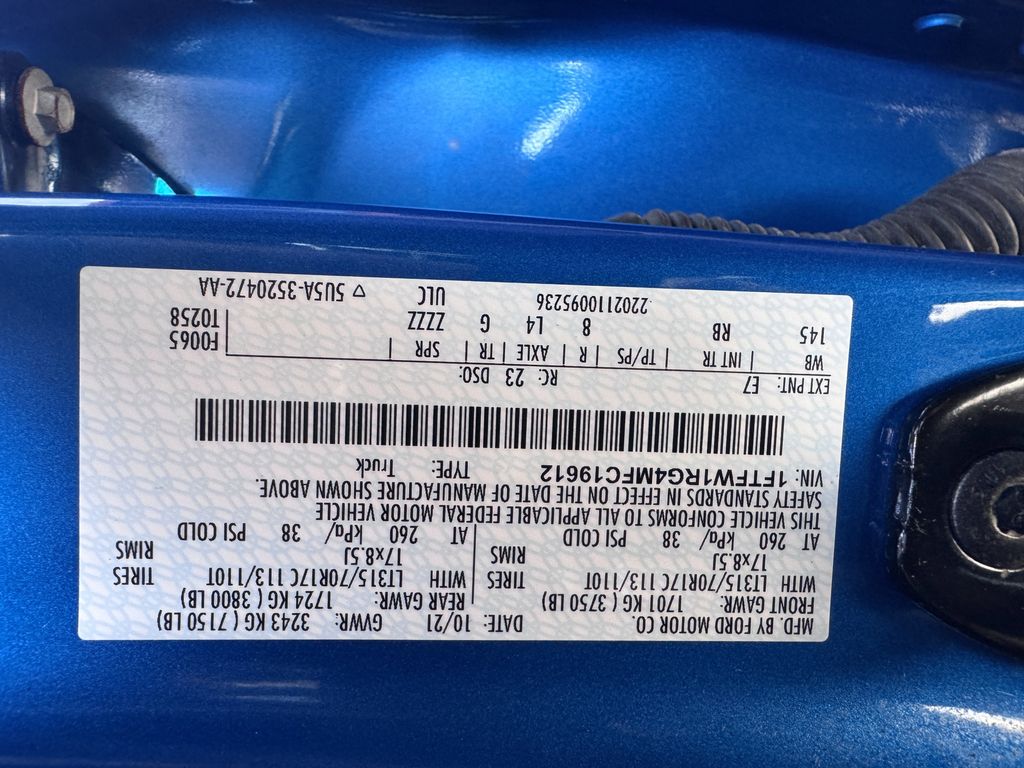 MFD. BY FORD MOTOR CO.
DATE: 10/21 GVWR: 3243 KG ( 7150 LB)
FRONT GAWR: 1701 KG ( 3750 LB) REAR GAWR: 1724 KG ( 3800 LB)
WITH LT315/70R17C 113/110T TIRES WITH LT315/70R17C 113/110T TIRES
17x8.5J RIMS 17x8.5J RIMS
AT 260 kPa/ 38 PSI COLD AT 260 kPa/ 38 PSI COLD
THIS VEHICLE CONFORMS TO ALL APPLICABLE FEDERAL MOTOR VEHICLE
SAFETY STANDARDS IN EFFECT ON THE DATE OF MANUFACTURE SHOWN ABOVE.
VIN: 1FTFW1RG4MFC19612 TYPE: Truck
EXT PNT: E7 RC: 23 DSO:
WB | INT TR | TP/PS | R | AXLE | TR | SPR | F0065
145 RB 8 L4 G ZZZZ T0258
.2202110095236 ULC ▽ 5U5A-3520472-AA